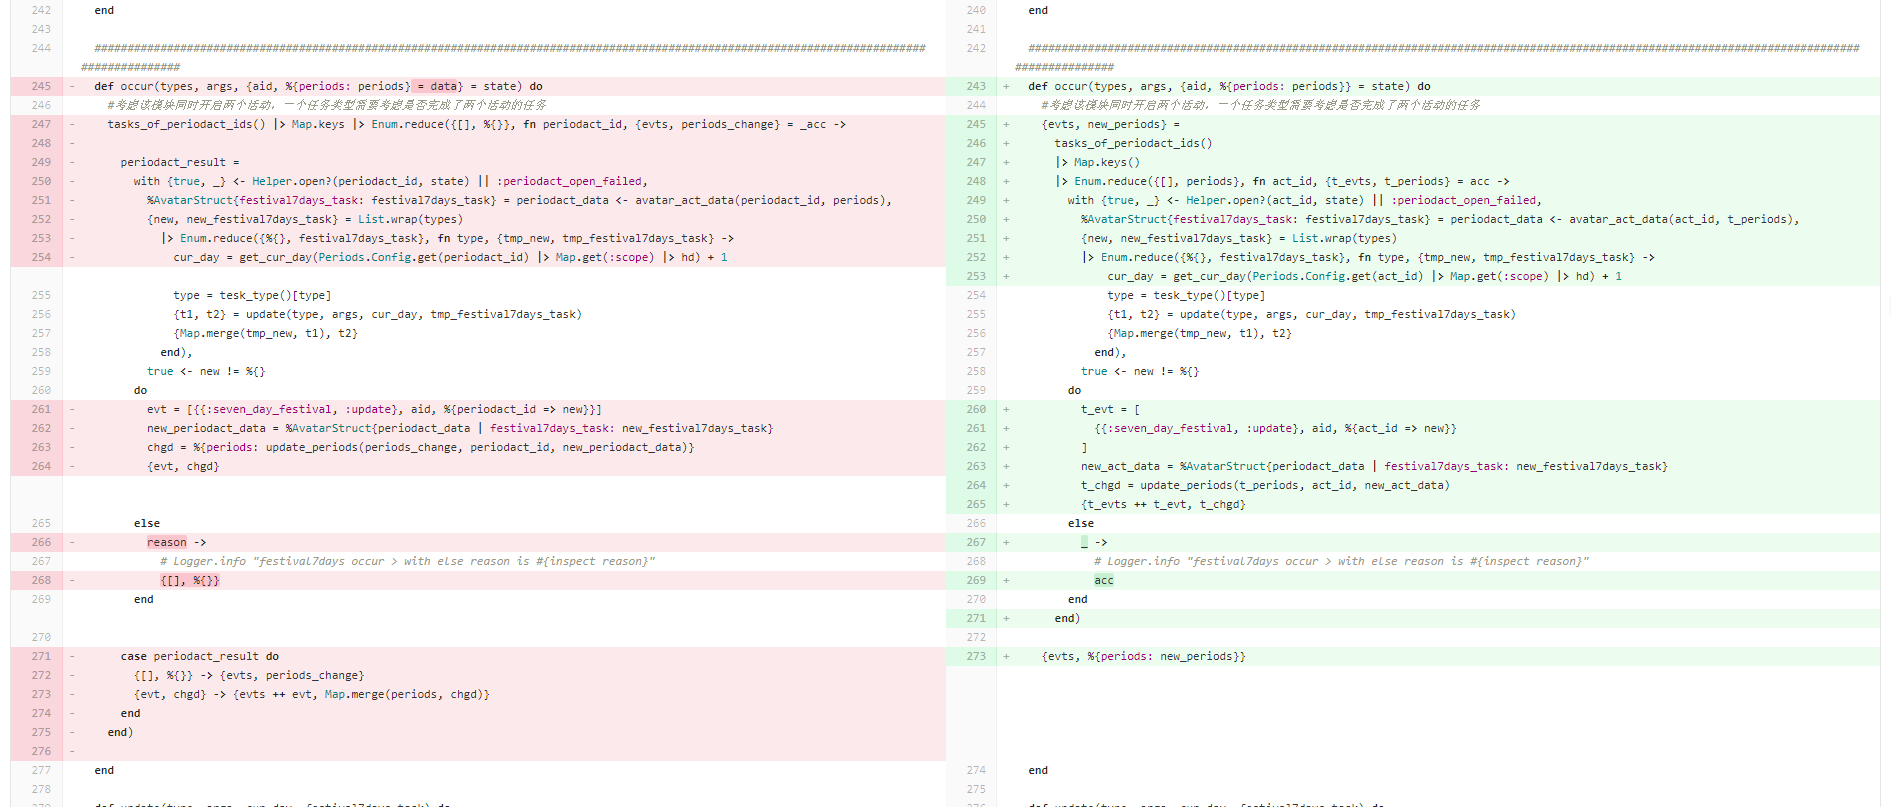 242 end
243
244 ##############################################################################################################################
###############
245 - def occur(types, args, {aid, %{periods: periods} = data} = state) do
246 #考虑该模块同时开启两个活动，一个任务类型需要考虑是否完成了两个活动的任务
247 - tasks_of_periodact_ids() |> Map.keys |> Enum.reduce({[], %{}}, fn periodact_id, {evts, periods_change} = _acc ->
248 -
249 - periodact_result =
250 - with {true, _} <- Helper.open?(periodact_id, state) || :periodact_open_failed,
251 - %AvatarStruct{festival7days_task: festival7days_task} = periodact_data <- avatar_act_data(periodact_id, periods),
252 - {new, new_festival7days_task} = List.wrap(types)
253 - |> Enum.reduce({%{}, festival7days_task}, fn type, {tmp_new, tmp_festival7days_task} ->
254 - cur_day = get_cur_day(Periods.Config.get(periodact_id) |> Map.get(:scope) |> hd) + 1
255 type = tesk_type()[type]
256 {t1, t2} = update(type, args, cur_day, tmp_festival7days_task)
257 {Map.merge(tmp_new, t1), t2}
258 end),
259 true <- new != %{}
260 do
261 - evt = [{{:seven_day_festival, :update}, aid, %{periodact_id => new}}]
262 - new_periodact_data = %AvatarStruct{periodact_data | festival7days_task: new_festival7days_task}
263 - chgd = %{periods: update_periods(periods_change, periodact_id, new_periodact_data)}
264 - {evt, chgd}
265 else
266 - reason ->
267 # Logger.info "festival7days occur > with else reason is #{inspect reason}"
268 - {[], %{}}
269 end
270
271 - case periodact_result do
272 - {[], %{}} -> {evts, periods_change}
273 - {evt, chgd} -> {evts ++ evt, Map.merge(periods, chgd)}
274 - end
275 - end)
276 -
277 end
278
279 def update(type, args, cur_day, festival7days_task) do
240 end
241
242 ##############################################################################################################################
###############
243 + def occur(types, args, {aid, %{periods: periods}} = state) do
244 #考虑该模块同时开启两个活动，一个任务类型需要考虑是否完成了两个活动的任务
245 + {evts, new_periods} =
246 + tasks_of_periodact_ids()
247 + |> Map.keys()
248 + |> Enum.reduce({[], periods}, fn act_id, {t_evts, t_periods} = acc ->
249 + with {true, _} <- Helper.open?(act_id, state) || :periodact_open_failed,
250 + %AvatarStruct{festival7days_task: festival7days_task} = periodact_data <- avatar_act_data(act_id, t_periods),
251 + {new, new_festival7days_task} = List.wrap(types)
252 + |> Enum.reduce({%{}, festival7days_task}, fn type, {tmp_new, tmp_festival7days_task} ->
253 + cur_day = get_cur_day(Periods.Config.get(act_id) |> Map.get(:scope) |> hd) + 1
254 type = tesk_type()[type]
255 {t1, t2} = update(type, args, cur_day, tmp_festival7days_task)
256 {Map.merge(tmp_new, t1), t2}
257 end),
258 true <- new != %{}
259 do
260 + t_evt = [
261 + {{:seven_day_festival, :update}, aid, %{act_id => new}}
262 + ]
263 + new_act_data = %AvatarStruct{periodact_data | festival7days_task: new_festival7days_task}
264 + t_chgd = update_periods(t_periods, act_id, new_act_data)
265 + {t_evts ++ t_evt, t_chgd}
266 else
267 + _ ->
268 # Logger.info "festival7days occur > with else reason is #{inspect reason}"
269 + acc
270 end
271 + end)
272
273 + {evts, %{periods: new_periods}}
274 end
275
276 def update(type, args, cur_day, festival7days_task) do